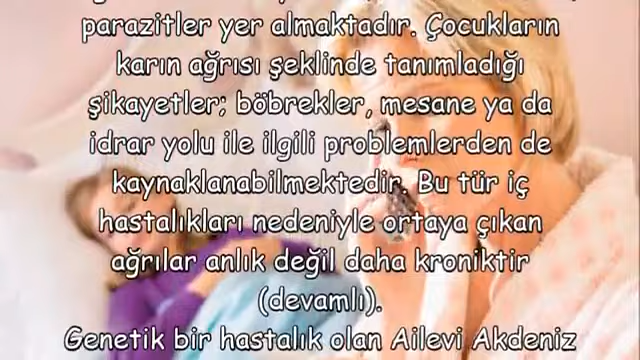 parazitler yer almaktadır. Çocukların
karın ağrısı şeklinde tanımladığı
şikayetler; böbrekler, mesane ya da
idrar yolu ile ilgili problemlerden de
kaynaklanabilmektedir. Bu tür iç
hastalıkları nedeniyle ortaya çıkan
ağrılar anlık değil daha kroniktir
(devamlı).
Genetik bir hastalık olan Ailevi Akdeniz